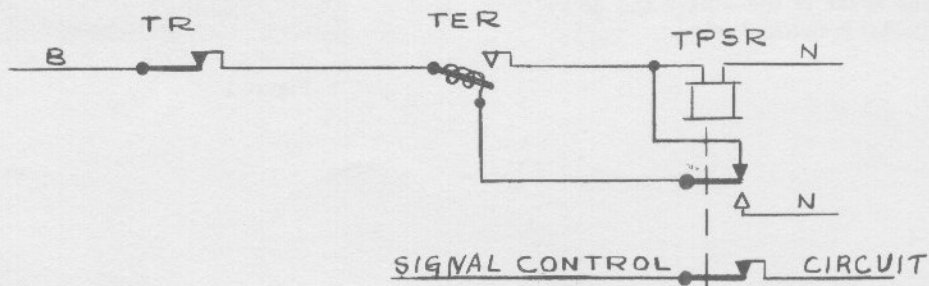 TR
TER
TPSR
B
N
N
SIGNAL CONTROL CIRCUIT